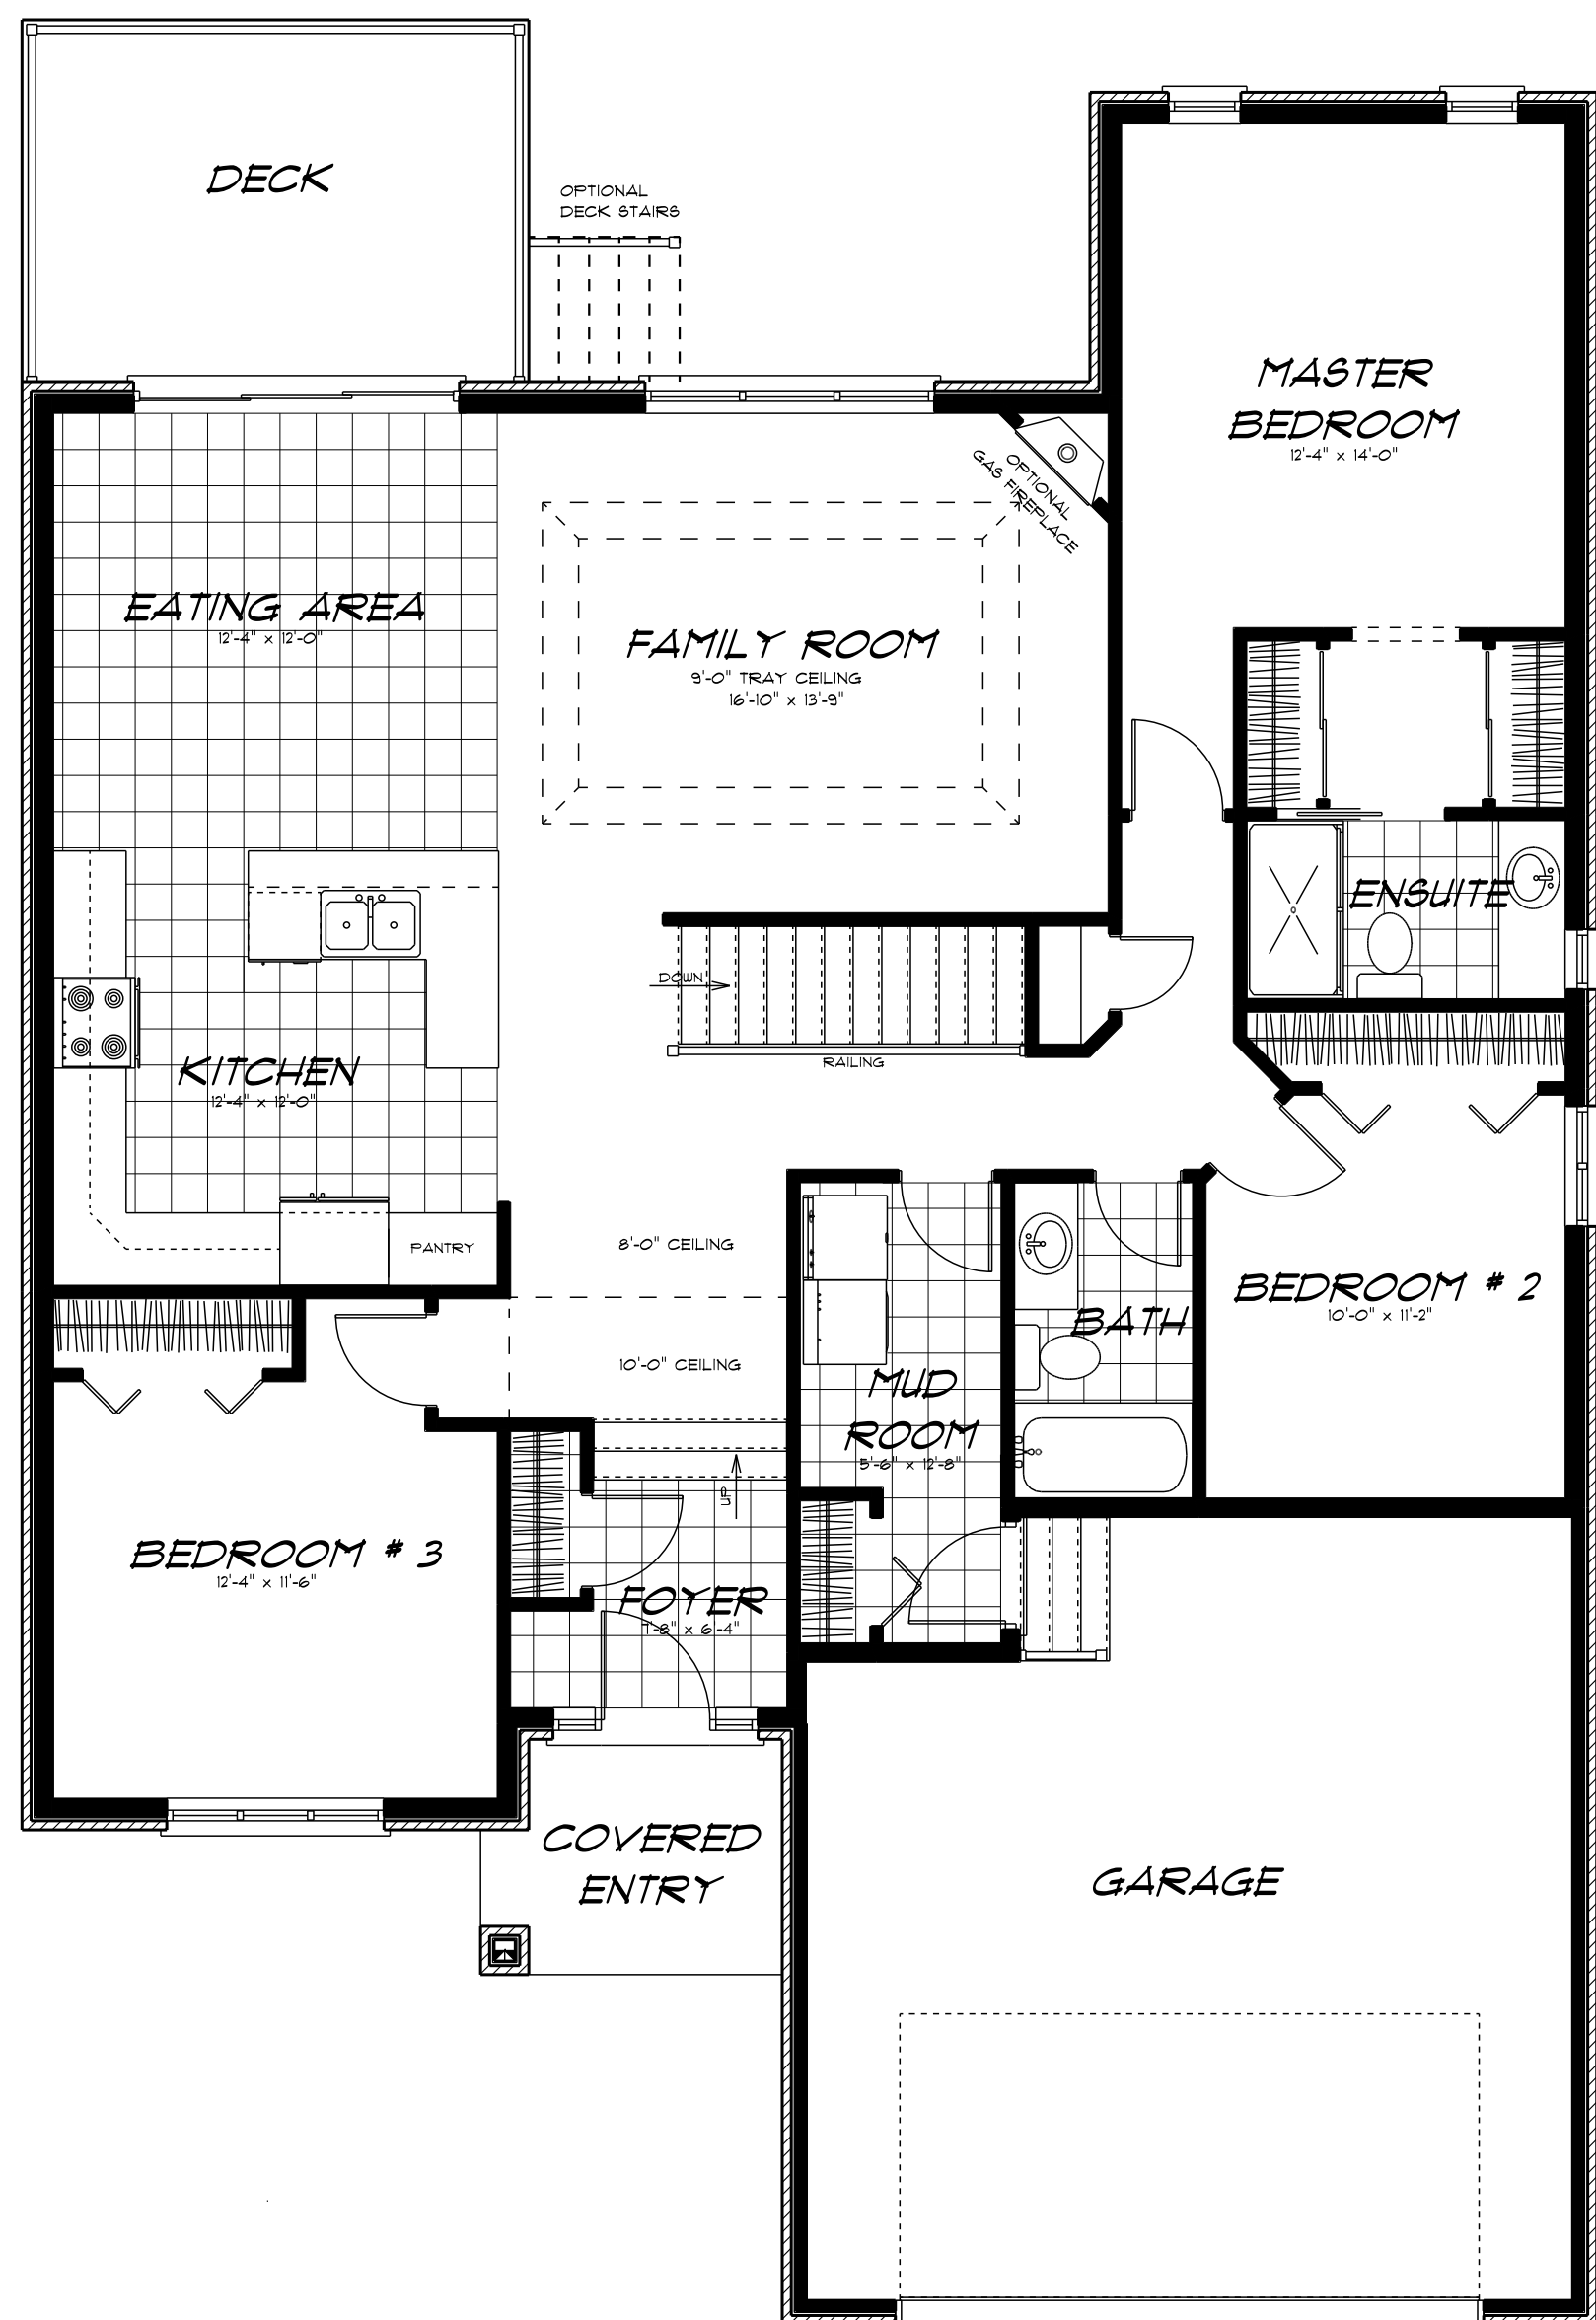 DECK
OPTIONAL
DECK STAIRS
MASTER
BEDROOM
12'-4" x 14'-0"
OPTIONAL
GAS FIREPLACE
EATING AREA
12'-4" x 12'-0"
FAMILY ROOM
9'-0" TRAY CEILING
16'-10" x 13'-9"
ENSUITE
DOWN
RAILING
KITCHEN
12'-4" x 12'-0"
PANTRY
8'-0" CEILING
BEDROOM # 2
10'-0" x 11'-2"
BATH
10'-0" CEILING
MUD
ROOM
5'-6" x 12'-8"
UP
BEDROOM # 3
12'-4" x 11'-6"
FOYER
7'-8" x 6'-4"
COVERED
ENTRY
GARAGE